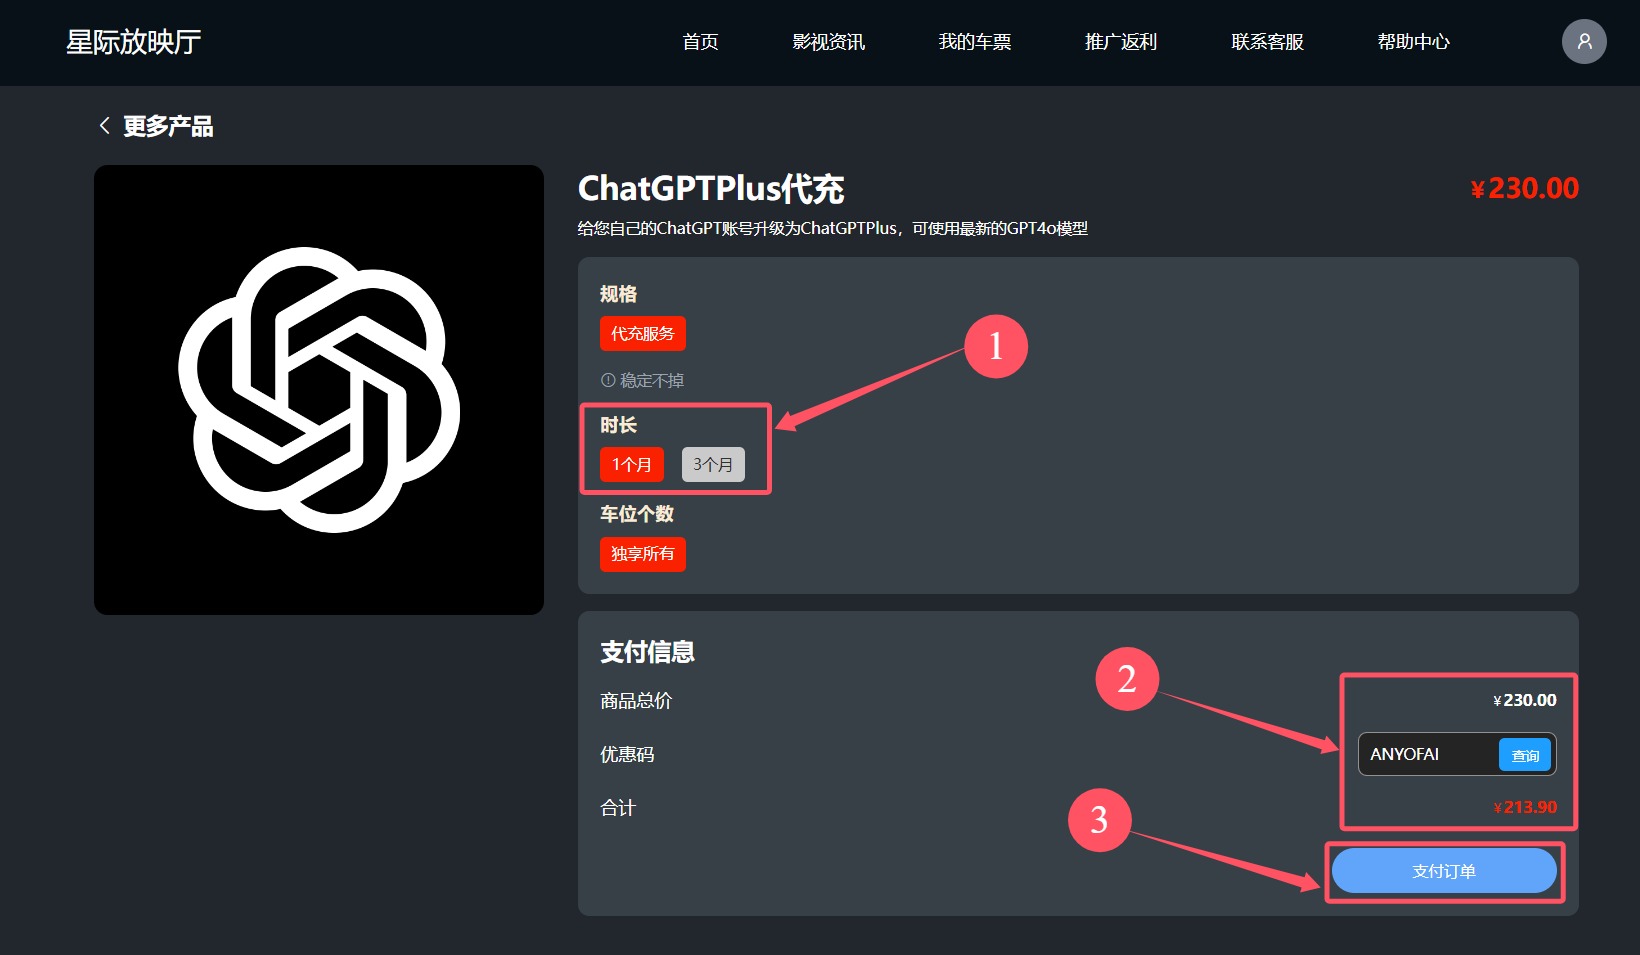 星际放映厅
首页 影视资讯 我的车票 推广返利 联系客服 帮助中心
更多产品
ChatGPTPlus代充
¥230.00
给您自己的ChatGPT账号升级为ChatGPTPlus，可使用最新的GPT4o模型
规格
代充服务
稳定不掉
1
时长
1个月 3个月
车位个数
独享所有
支付信息
商品总价 ¥230.00
2
优惠码 ANYOFAI 查询
合计 ¥213.90
3
支付订单